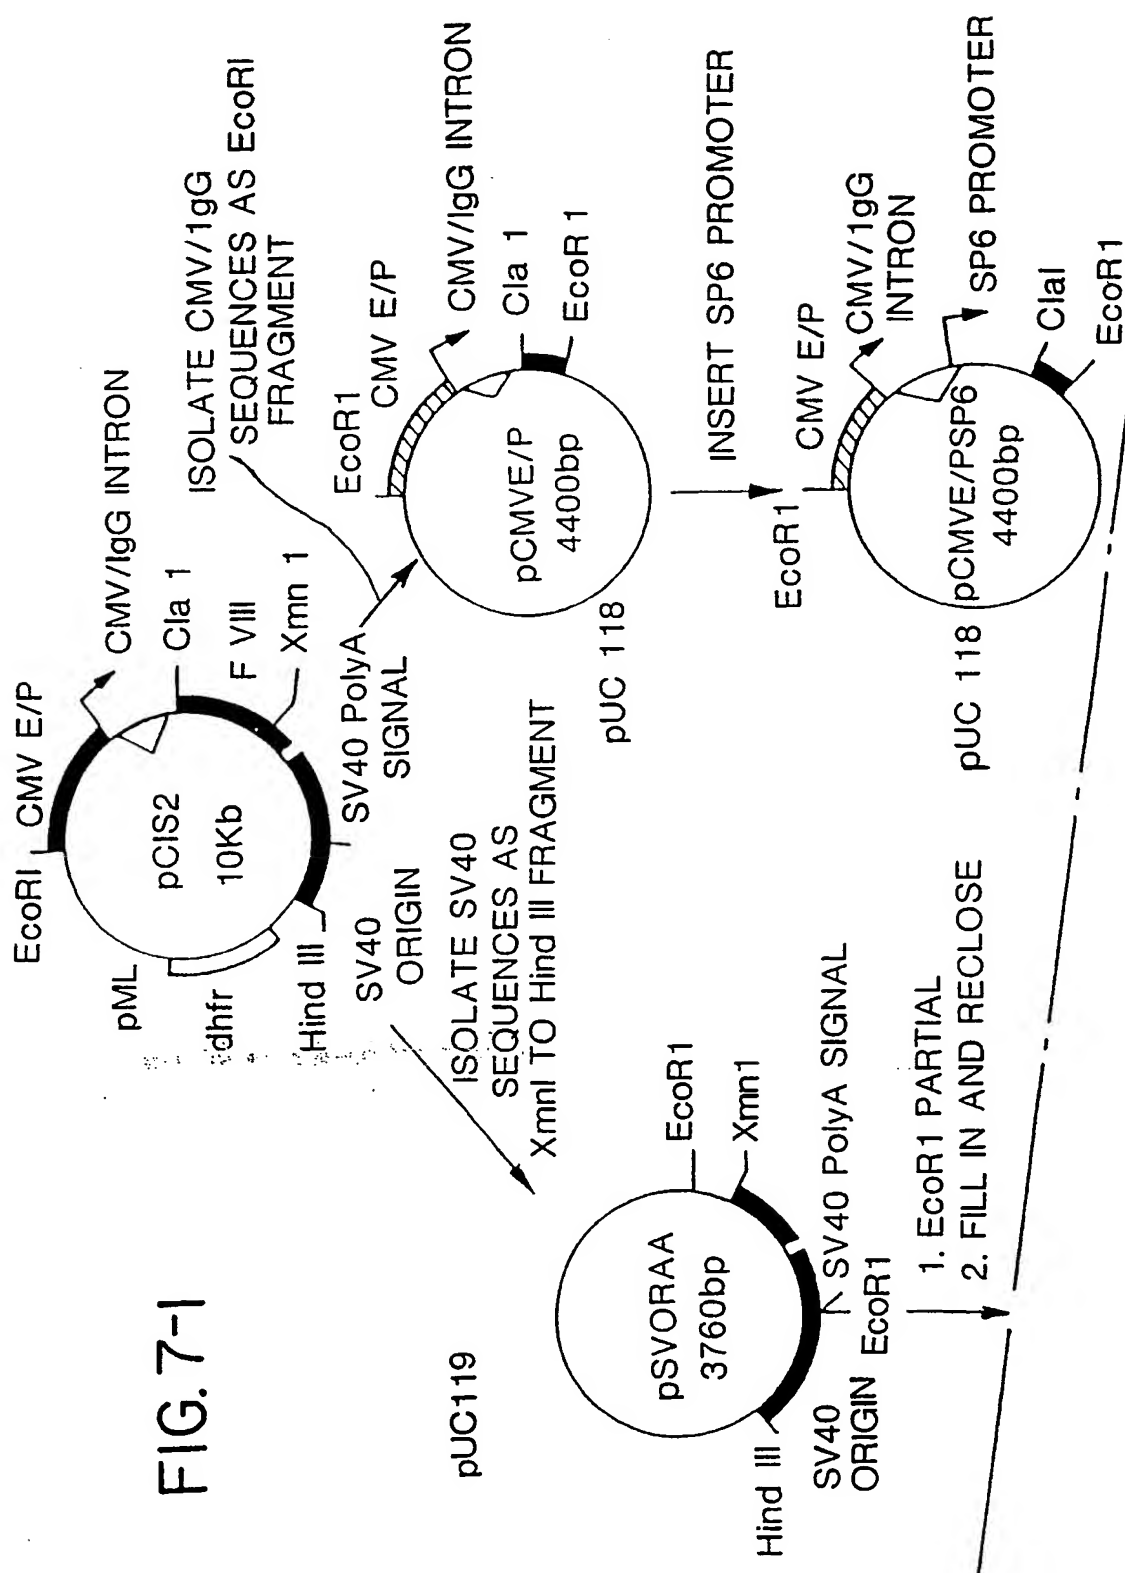 FIG. 7-1
EcoRI
CMV E/P
CMV/IgG INTRON
pML
pCIS2
10Kb
Cla 1
F VIII
Xmn 1
dhfr
Hind III
SV40 PolyA
SIGNAL
SV40
ORIGIN
ISOLATE SV40
SEQUENCES AS
XmnI TO Hind III FRAGMENT
ISOLATE CMV/1gG
SEQUENCES AS EcoRI
FRAGMENT
pUC119
EcoR1
Xmn1
pSVORAA
3760bp
Hind III
SV40 PolyA SIGNAL
SV40
ORIGIN
EcoR1
1. EcoR1 PARTIAL
2. FILL IN AND RECLOSE
EcoR1
CMV E/P
CMV/IgG INTRON
pCMVE/P
4400bp
Cla 1
EcoR 1
pUC 118
INSERT SP6 PROMOTER
EcoR1
CMV E/P
CMV/1gG
INTRON
SP6 PROMOTER
pCMVE/PSP6
4400bp
ClaI
EcoR1
pUC 118